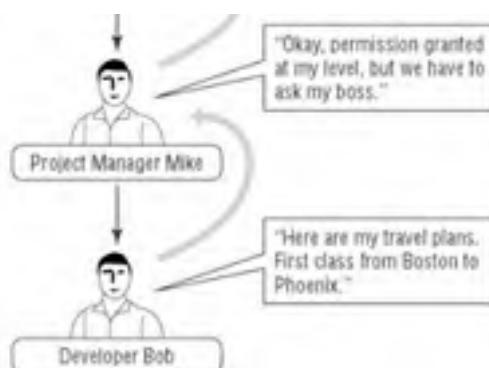 "Okay, permission granted
at my level, but we have to
ask my boss."
Project Manager Mike
"Here are my travel plans.
First class from Boston to
Phoenix."
Developer Bob